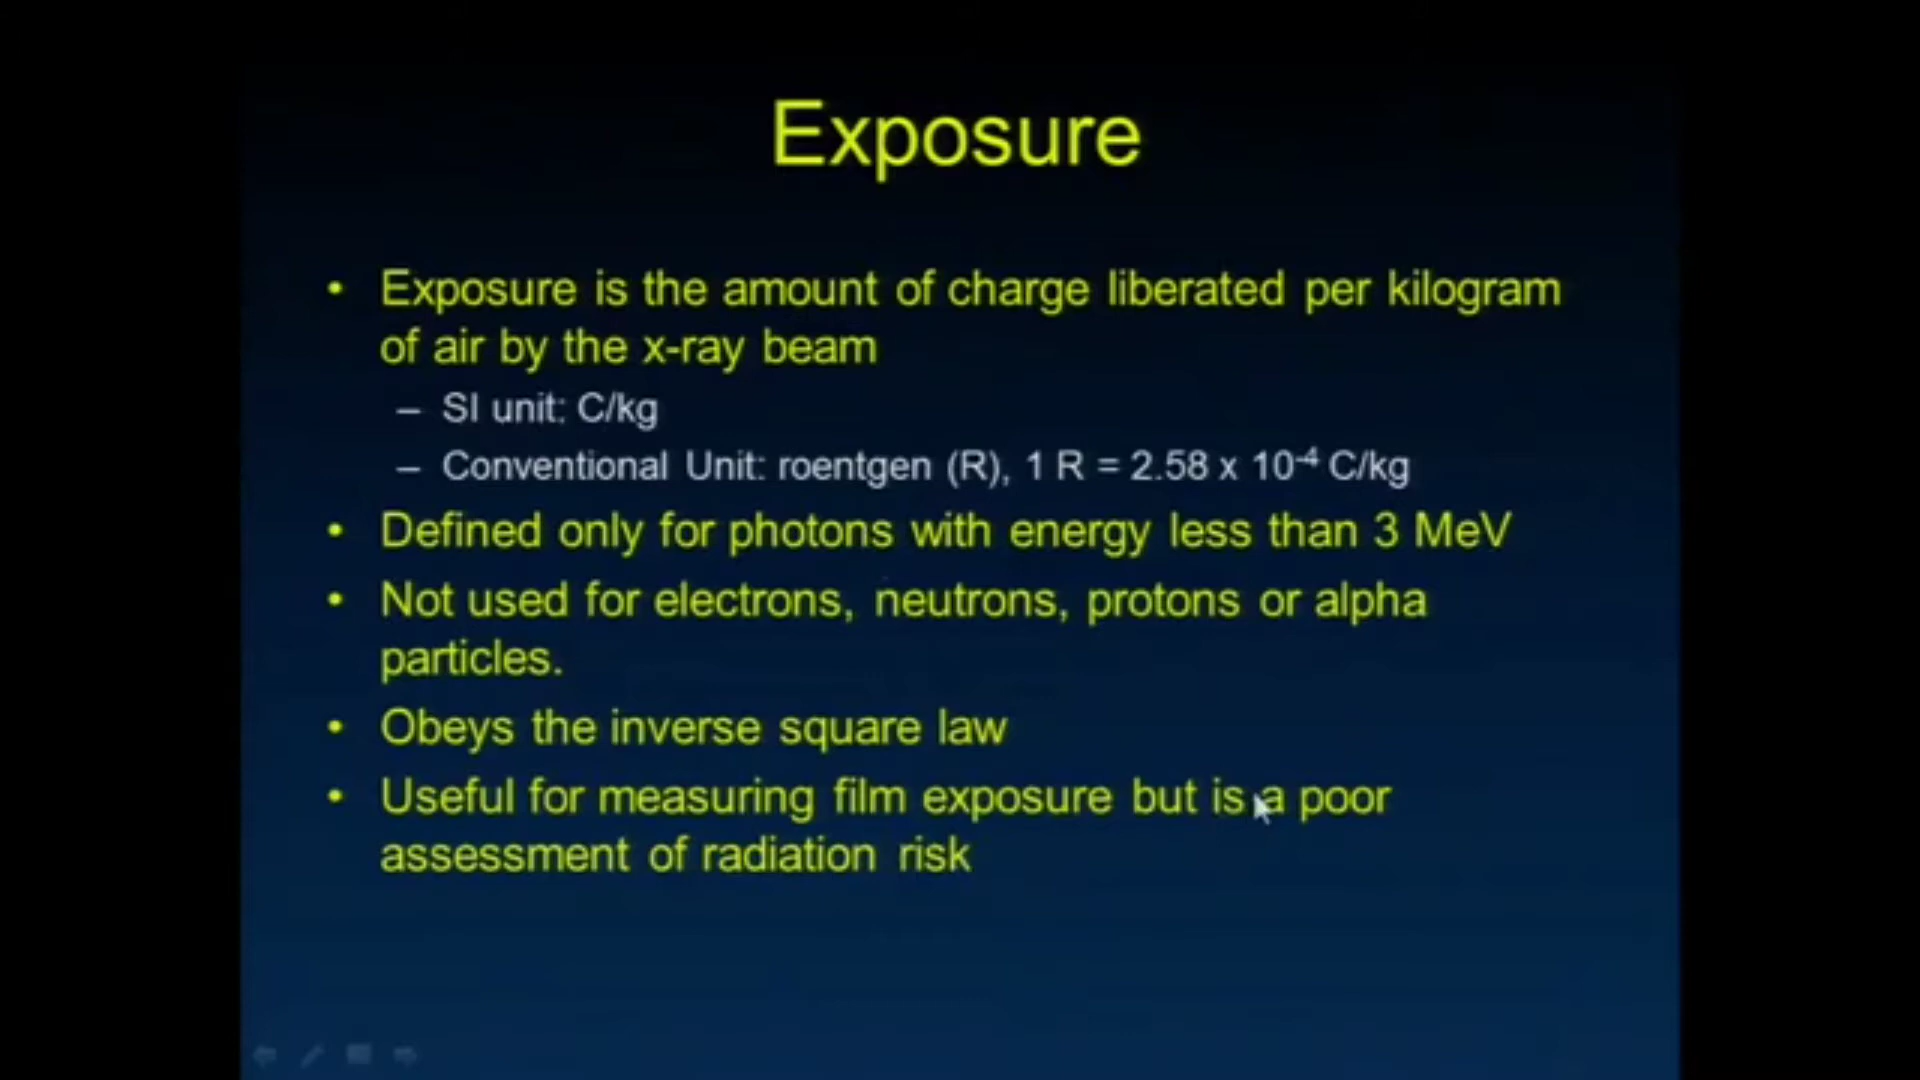 Exposure
• Exposure is the amount of charge liberated per kilogram
of air by the x-ray beam
– SI unit: C/kg
– Conventional Unit: roentgen (R), 1 R = 2.58 x 10⁻⁴ C/kg
• Defined only for photons with energy less than 3 MeV
• Not used for electrons, neutrons, protons or alpha
particles.
• Obeys the inverse square law
• Useful for measuring film exposure but is a poor
assessment of radiation risk